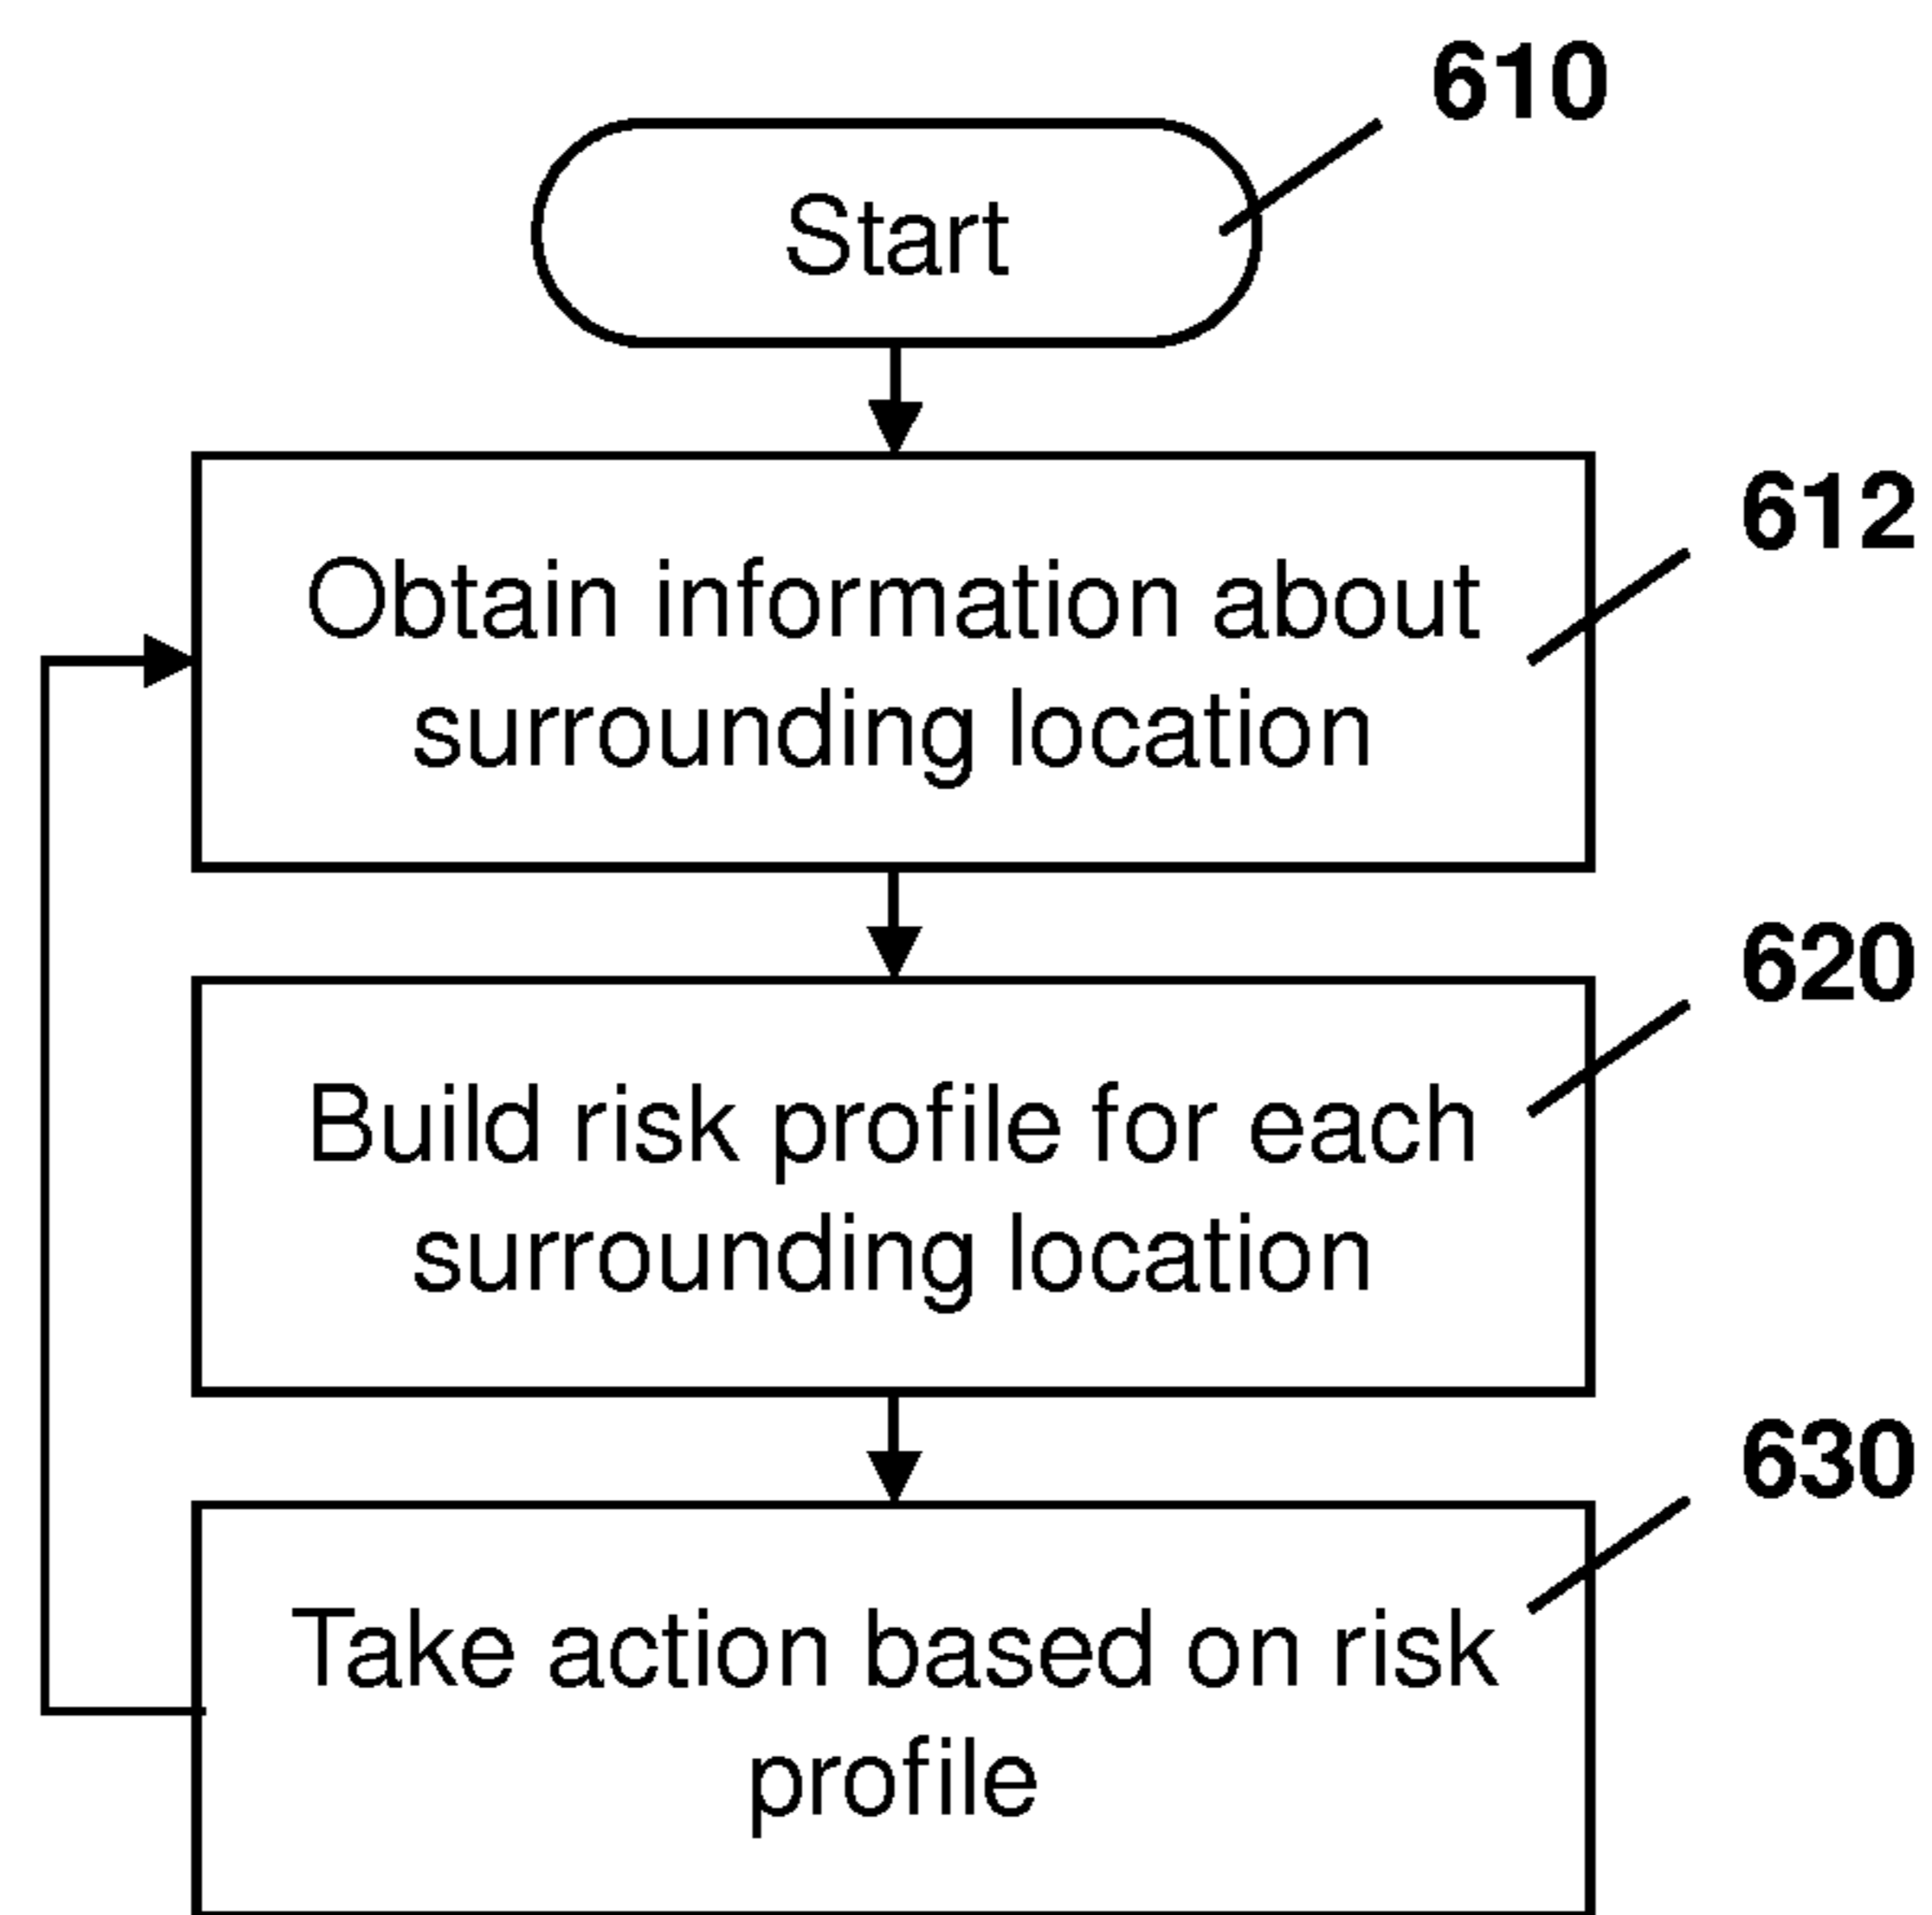 610
Start
612
Obtain information about
surrounding location
620
Build risk profile for each
surrounding location
630
Take action based on risk
profile